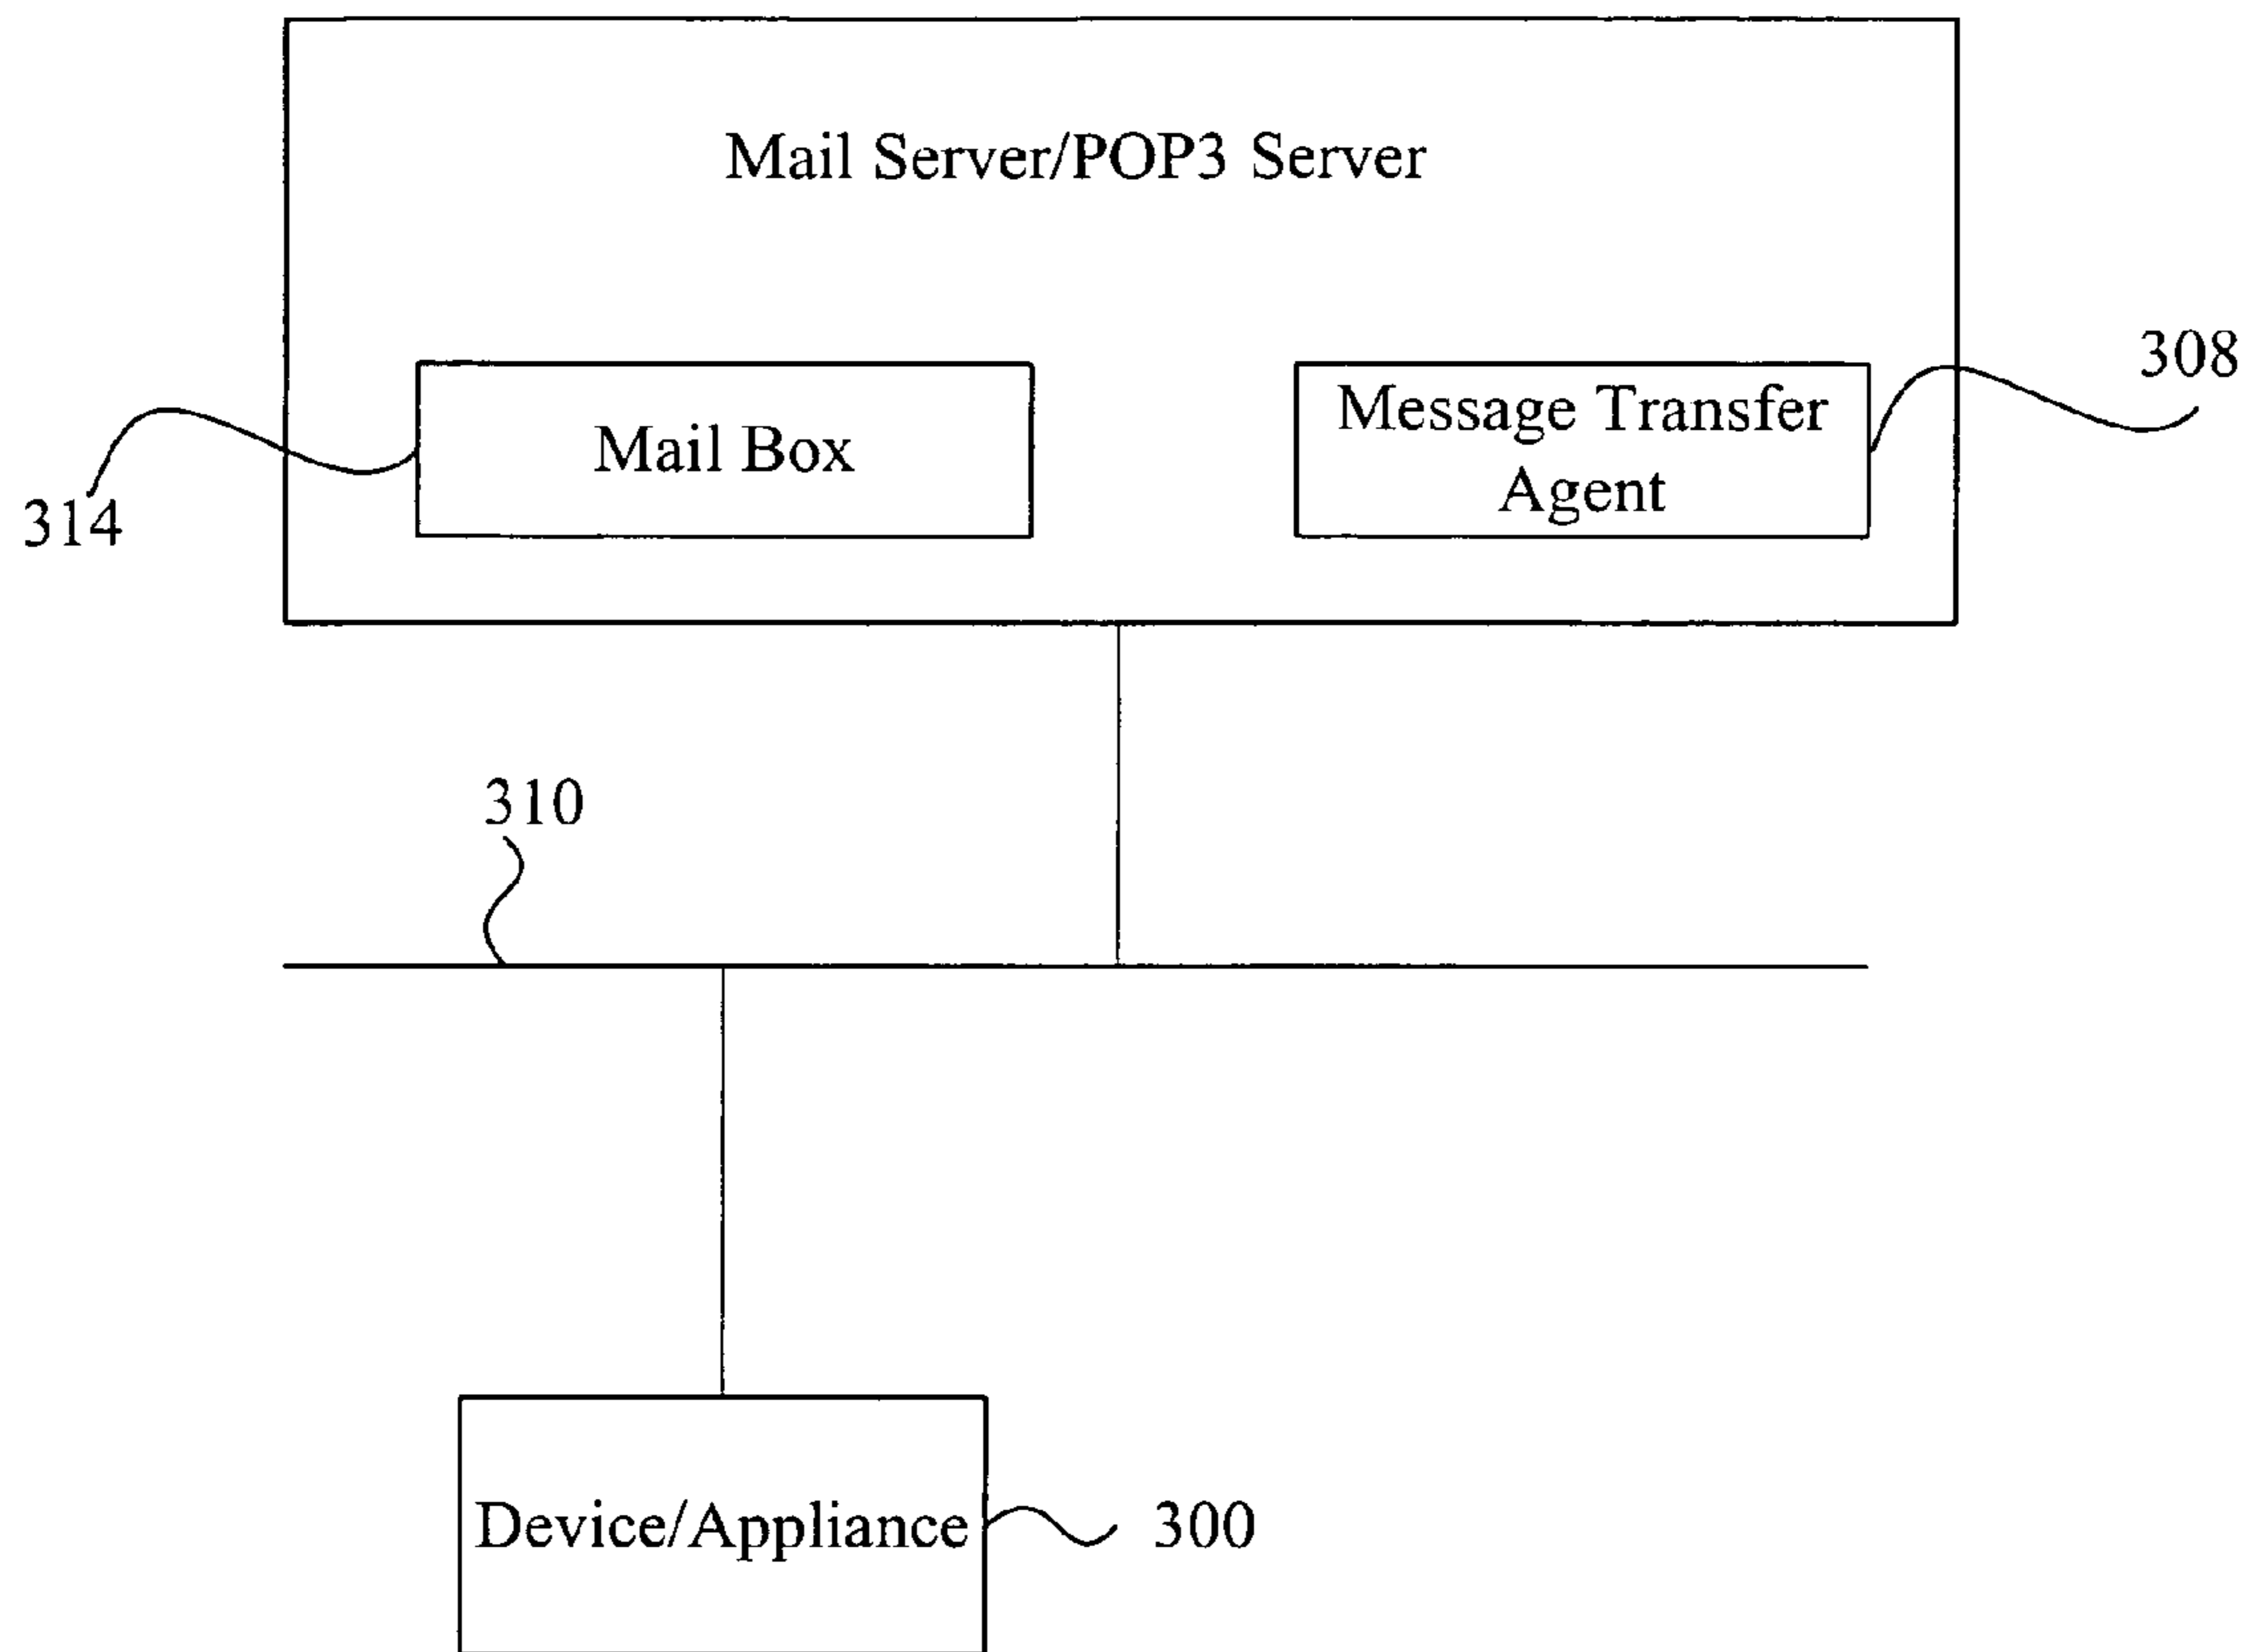 Mail Server/POP3 Server
308
Message Transfer
Agent
Mail Box
314
310
Device/Appliance
300